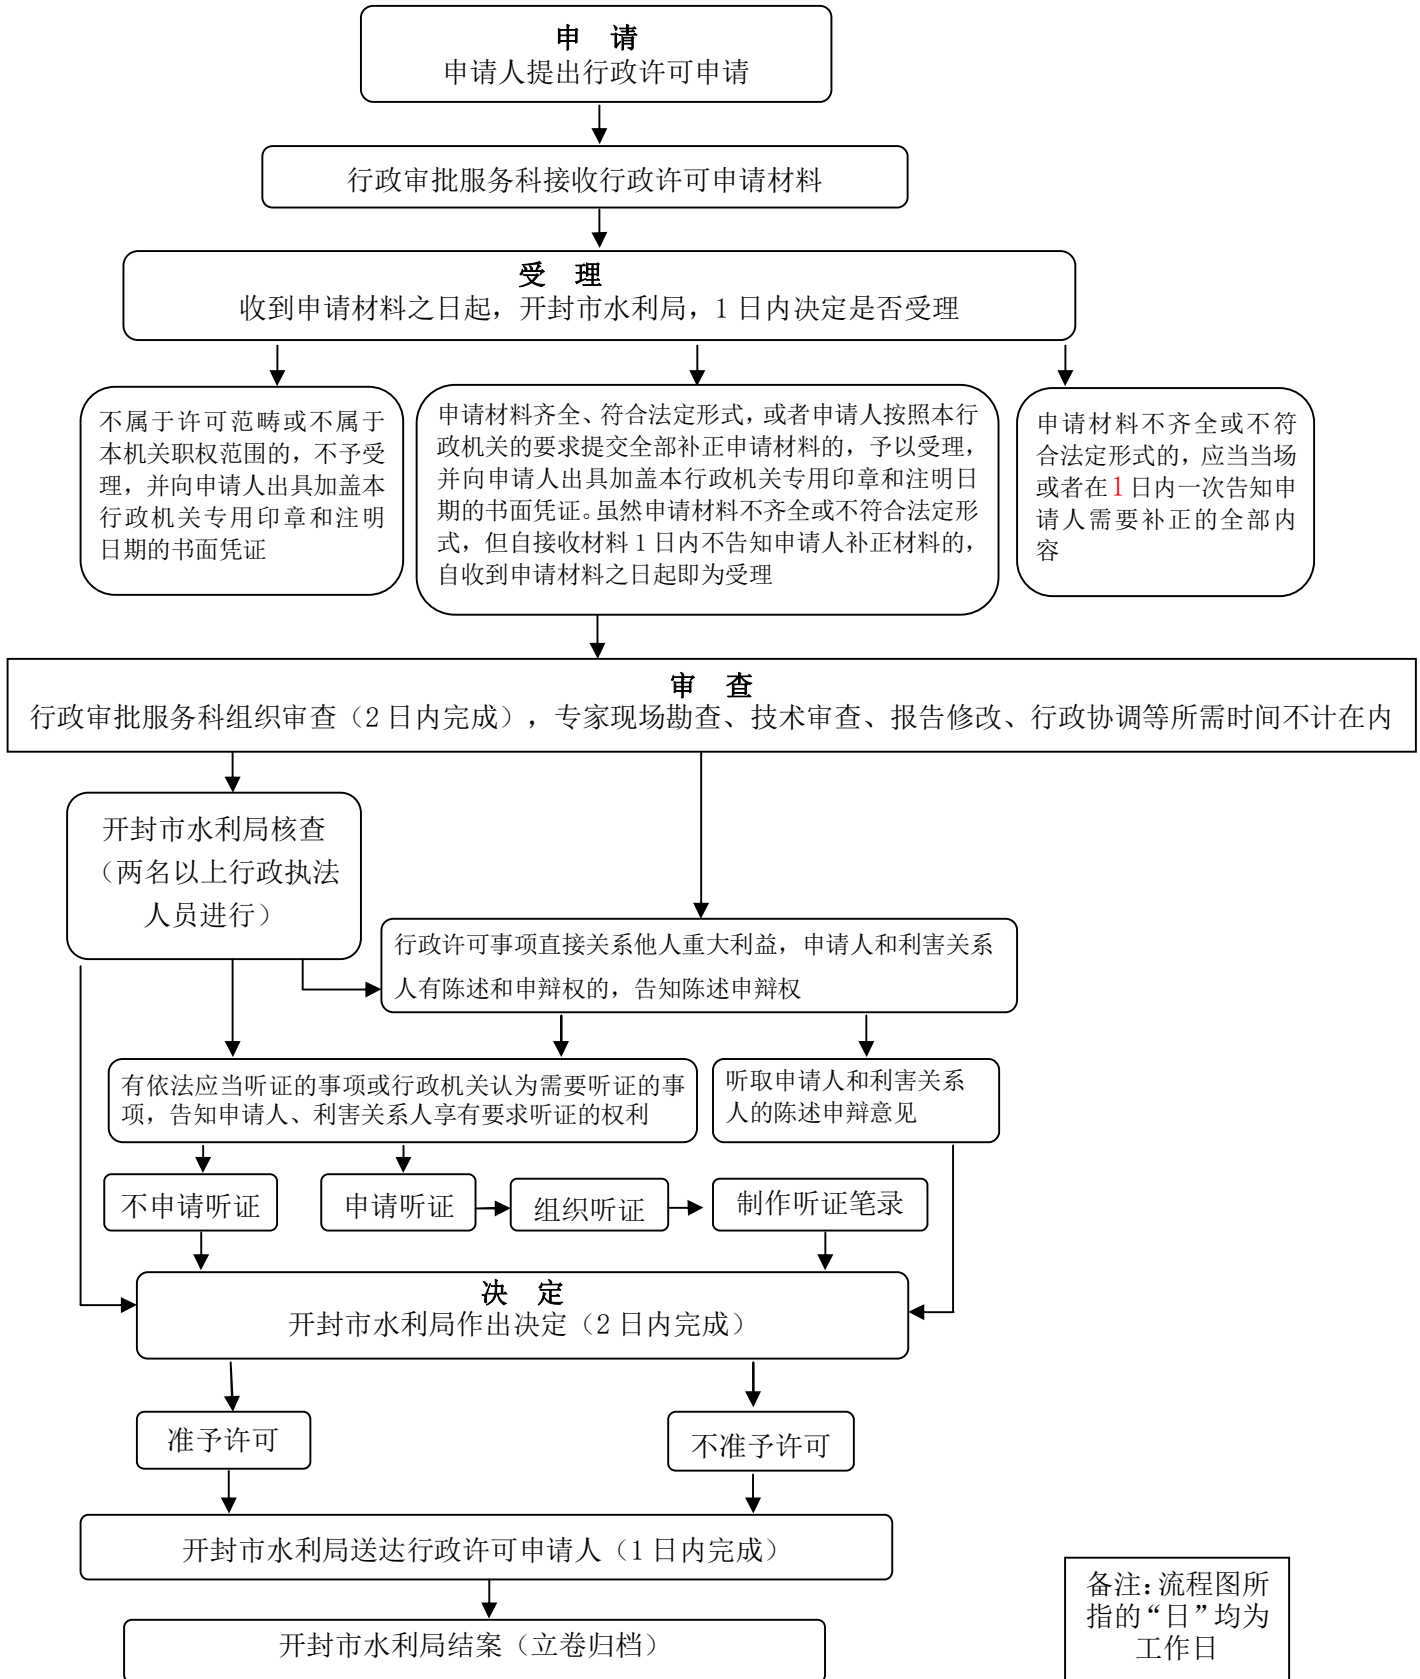 申 请
申请人提出行政许可申请
行政审批服务科接收行政许可申请材料
受 理
收到申请材料之日起，开封市水利局，1 日内决定是否受理
不属于许可范畴或不属于
本机关职权范围的，不予受
理，并向申请人出具加盖本
行政机关专用印章和注明
日期的书面凭证
申请材料齐全、符合法定形式，或者申请人按照本行
政机关的要求提交全部补正申请材料的，予以受理，
并向申请人出具加盖本行政机关专用印章和注明日
期的书面凭证。虽然申请材料不齐全或不符合法定形
式，但自接收材料 1 日内不告知申请人补正材料的，
自收到申请材料之日起即为受理
申请材料不齐全或不符
合法定形式的，应当当场
或者在1 日内一次告知申
请人需要补正的全部内
容
审 查
行政审批服务科组织审查（2 日内完成），专家现场勘查、技术审查、报告修改、行政协调等所需时间不计在内
开封市水利局核查
（两名以上行政执法
人员进行）
行政许可事项直接关系他人重大利益，申请人和利害关系
人有陈述和申辩权的，告知陈述申辩权
有依法应当听证的事项或行政机关认为需要听证的事
项，告知申请人、利害关系人享有要求听证的权利
听取申请人和利害关系
人的陈述申辩意见
不申请听证
申请听证
组织听证
制作听证笔录
决 定
开封市水利局作出决定（2 日内完成）
准予许可
不准予许可
开封市水利局送达行政许可申请人（1 日内完成）
开封市水利局结案（立卷归档）
备注：流程图所
指的“日”均为
工作日